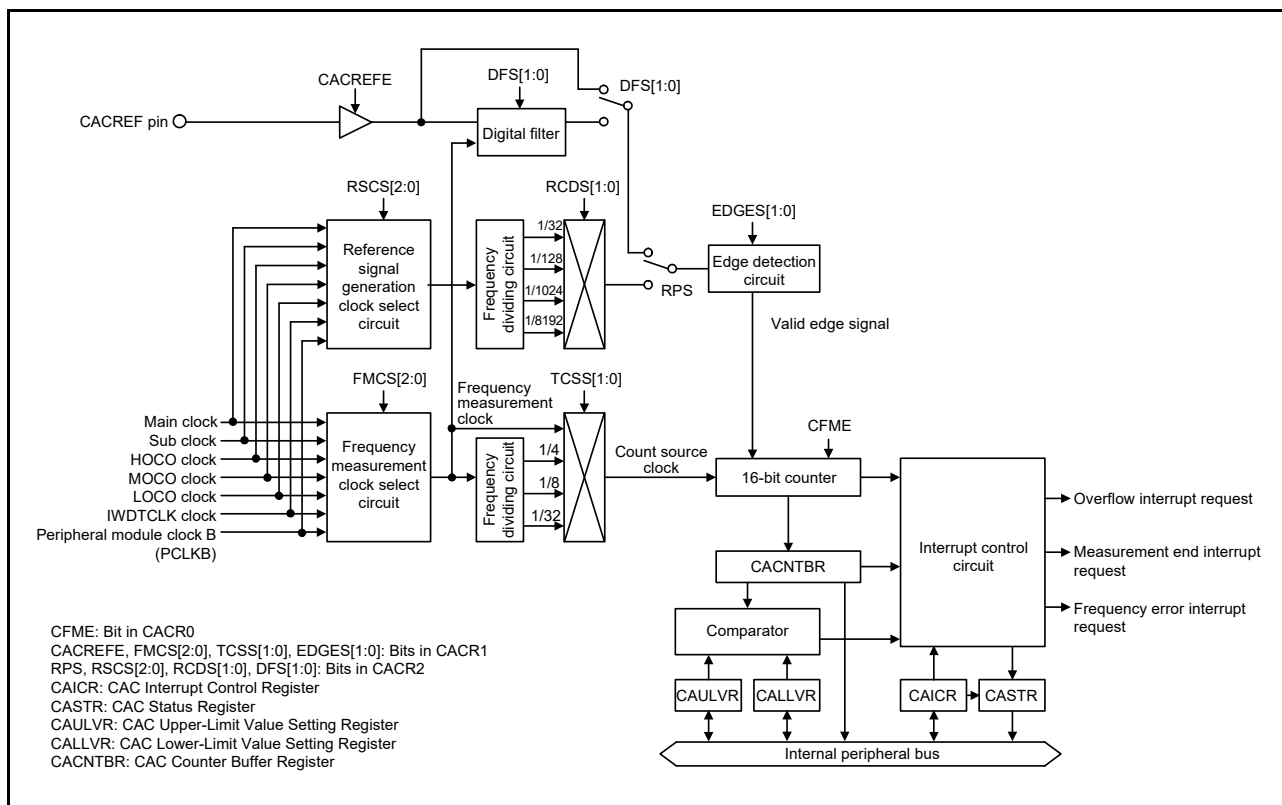 CACREFE
DFS[1:0]
DFS[1:0]
CACREF pin
Digital filter
RSCS[2:0]
RCDS[1:0]
EDGES[1:0]
Reference
signal
generation
clock select
circuit
Frequency
dividing circuit
1/32
1/128
1/1024
1/8192
RPS
Edge detection
circuit
Valid edge signal
FMCS[2:0]
Frequency
measurement
clock
TCSS[1:0]
Main clock
Sub clock
HOCO clock
MOCO clock
LOCO clock
IWDTCLK clock
Peripheral module clock B
(PCLKB)
Frequency
measurement
clock select
circuit
Frequency
dividing circuit
1/4
1/8
1/32
Count source
clock
CFME
16-bit counter
CACNTBR
Comparator
CAULVR
CALLVR
Interrupt control
circuit
CAICR
CASTR
Overflow interrupt request
Measurement end interrupt
request
Frequency error interrupt
request
Internal peripheral bus
CFME: Bit in CACR0
CACREFE, FMCS[2:0], TCSS[1:0], EDGES[1:0]: Bits in CACR1
RPS, RSCS[2:0], RCDS[1:0], DFS[1:0]: Bits in CACR2
CAICR: CAC Interrupt Control Register
CASTR: CAC Status Register
CAULVR: CAC Upper-Limit Value Setting Register
CALLVR: CAC Lower-Limit Value Setting Register
CACNTBR: CAC Counter Buffer Register